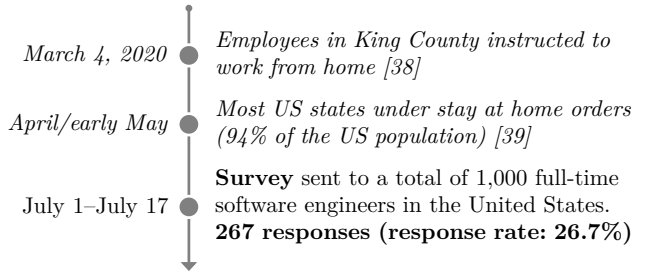 March 4, 2020
Employees in King County instructed to
work from home [38]
April/early May
Most US states under stay at home orders
(94% of the US population) [39]
July 1–July 17
Survey sent to a total of 1,000 full-time
software engineers in the United States.
267 responses (response rate: 26.7%)